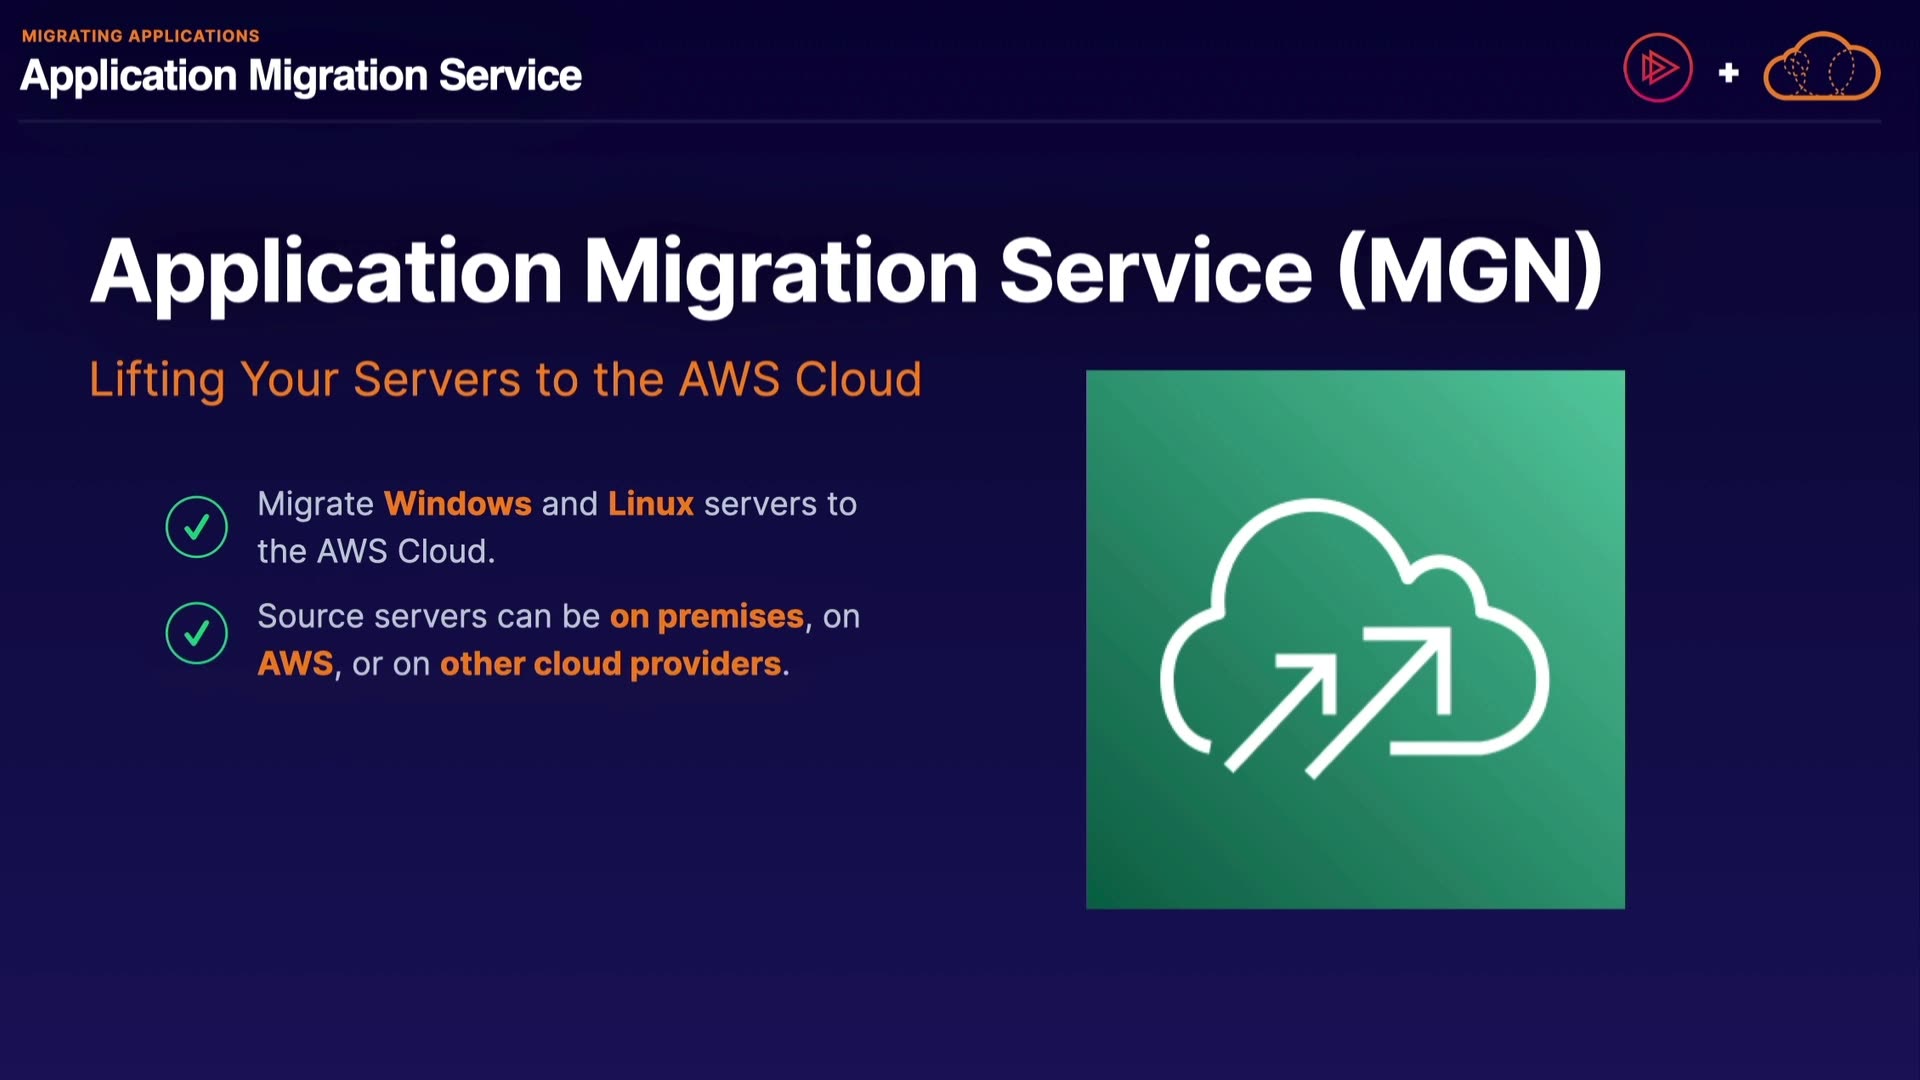 MIGRATING APPLICATIONS
Application Migration Service
Application Migration Service (MGN)
Lifting Your Servers to the AWS Cloud
Migrate Windows and Linux servers to
the AWS Cloud.
Source servers can be on premises, on
AWS, or on other cloud providers.